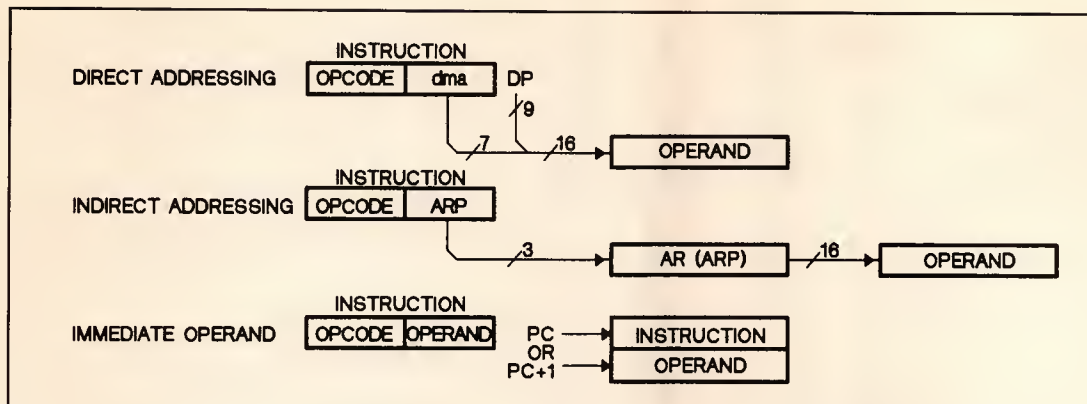 INSTRUCTION
DIRECT ADDRESSING OPCODE dma DP
9
7 16 OPERAND
INSTRUCTION
INDIRECT ADDRESSING OPCODE ARP
3 AR (ARP) 16 OPERAND
INSTRUCTION
IMMEDIATE OPERAND OPCODE OPERAND PC INSTRUCTION
OR
PC+1 OPERAND